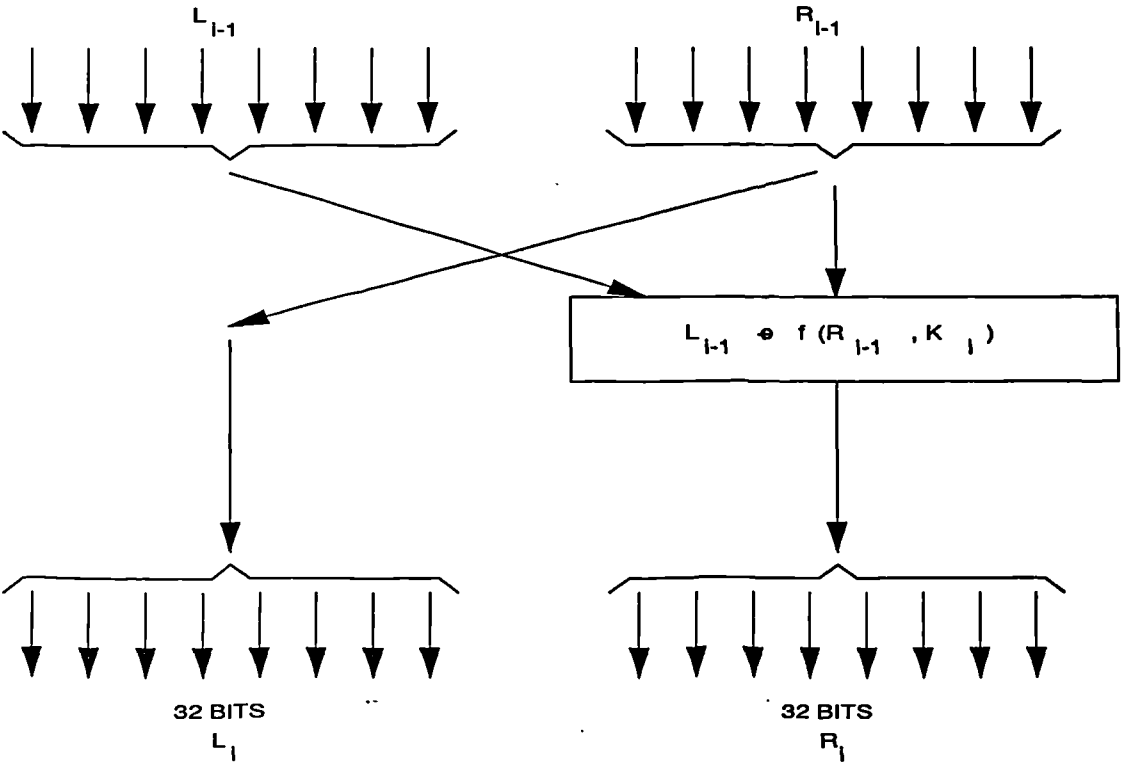 L i-1
R i-1
L i-1 ⊕ f (R i-1 , K i )
32 BITS
L i
32 BITS
R i